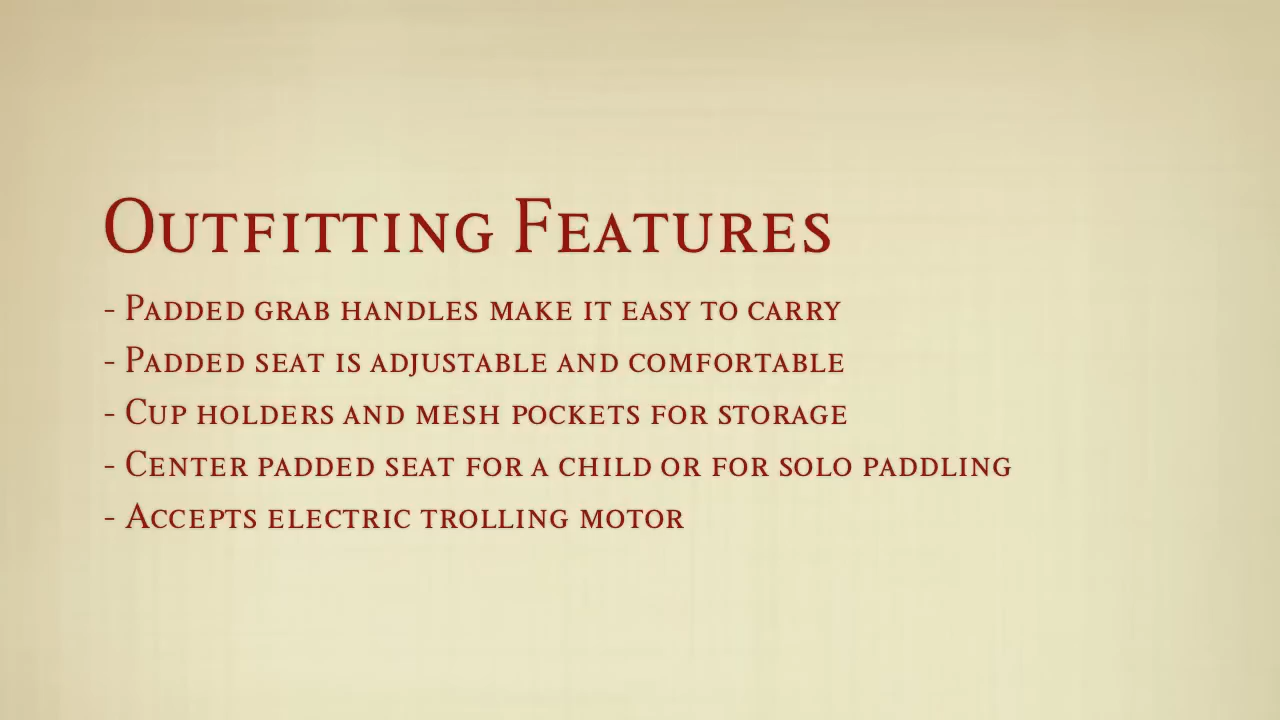 Outfitting Features
- Padded grab handles make it easy to carry
- Padded seat is adjustable and comfortable
- Cup holders and mesh pockets for storage
- Center padded seat for a child or for solo paddling
- Accepts electric trolling motor